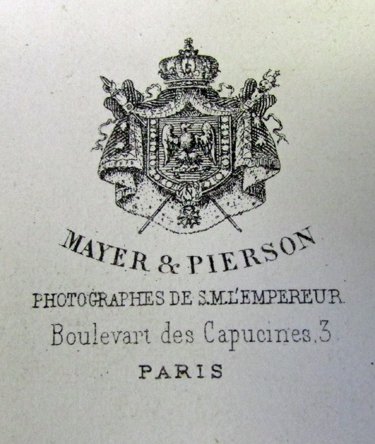 MAYER & PIERSON
PHOTOGRAPHES DE S.M.L'EMPEREUR
Boulevart des Capucines, 3
PARIS